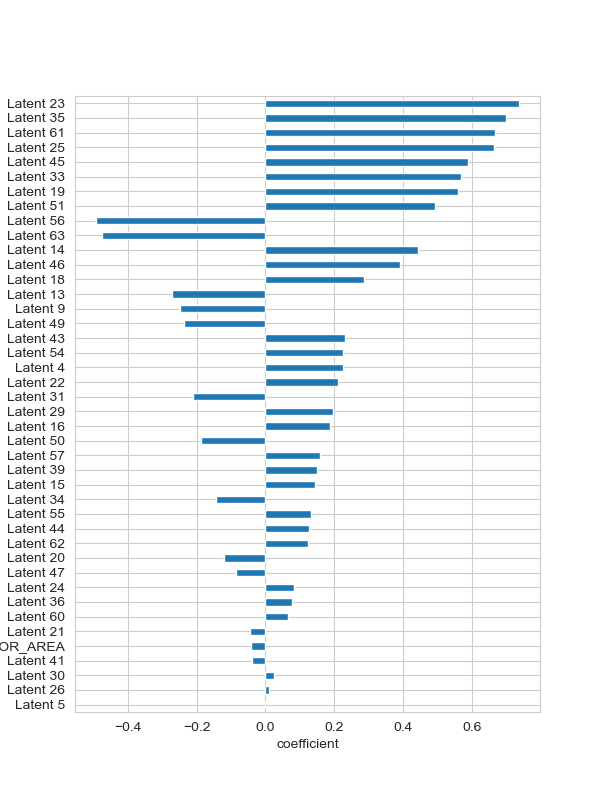 Latent 23
Latent 35
Latent 61
Latent 25
Latent 45
Latent 33
Latent 19
Latent 51
Latent 56
Latent 63
Latent 14
Latent 46
Latent 18
Latent 13
Latent 9
Latent 49
Latent 43
Latent 54
Latent 4
Latent 22
Latent 31
Latent 29
Latent 16
Latent 50
Latent 57
Latent 39
Latent 15
Latent 34
Latent 55
Latent 44
Latent 62
Latent 20
Latent 47
Latent 24
Latent 36
Latent 60
Latent 21
OR_AREA
Latent 41
Latent 30
Latent 26
Latent 5
−0.4 −0.2 0.0 0.2 0.4 0.6
coefficient